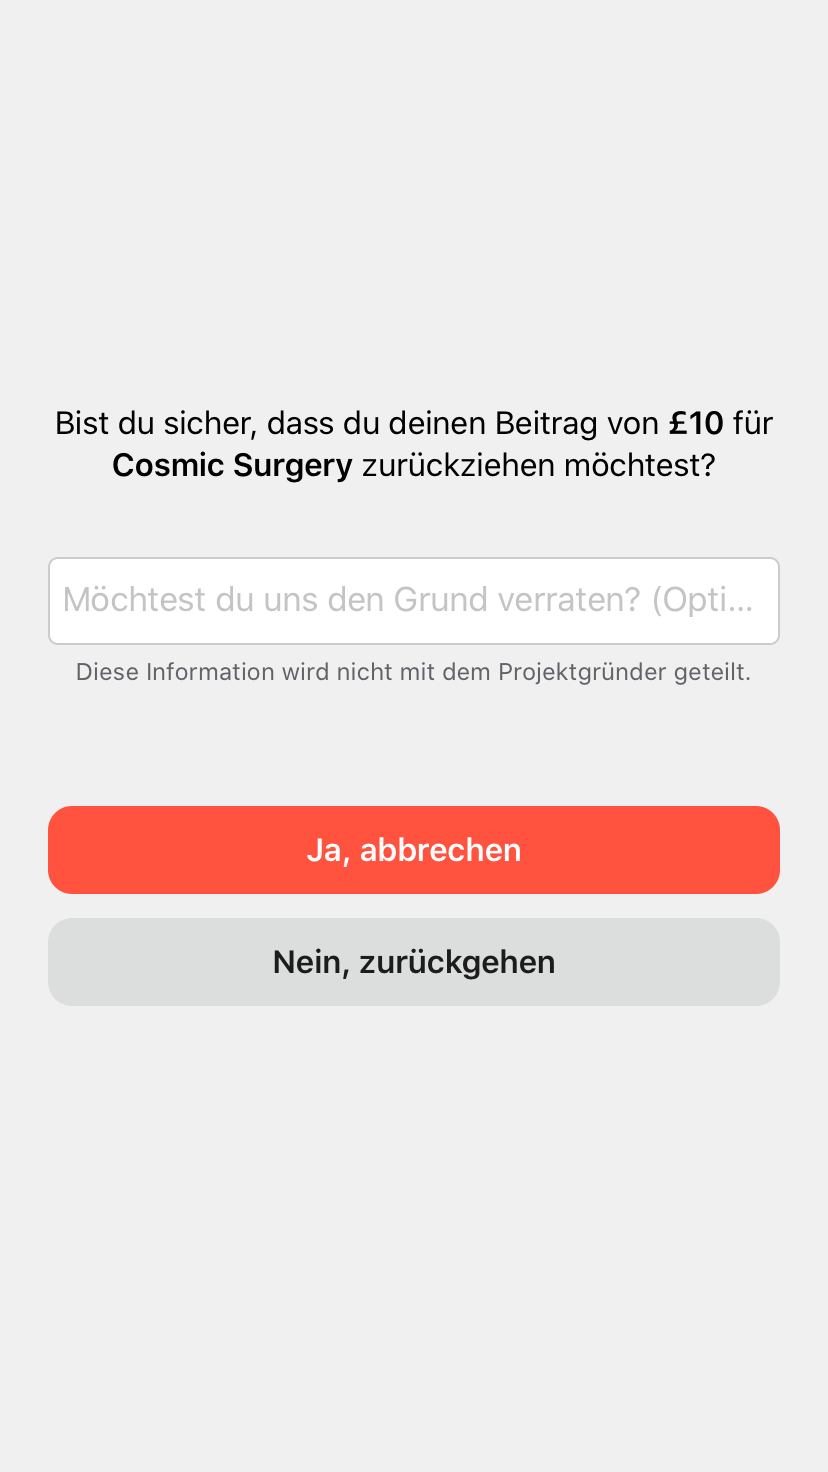 Bist du sicher, dass du deinen Beitrag von £10 für
Cosmic Surgery zurückziehen möchtest?
Möchtest du uns den Grund verraten? (Opti...
Diese Information wird nicht mit dem Projektgründer geteilt.
Ja, abbrechen
Nein, zurückgehen